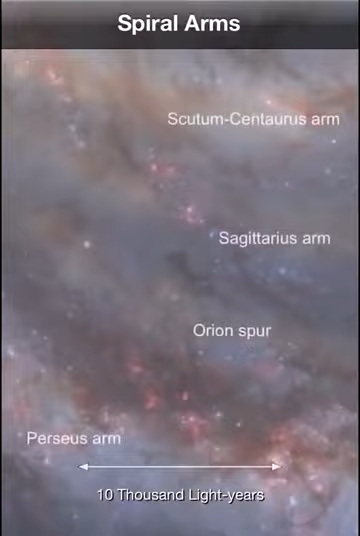 Spiral Arms
Scutum-Centaurus arm
Sagittarius arm
Orion spur
Perseus arm
10 Thousand Light-years